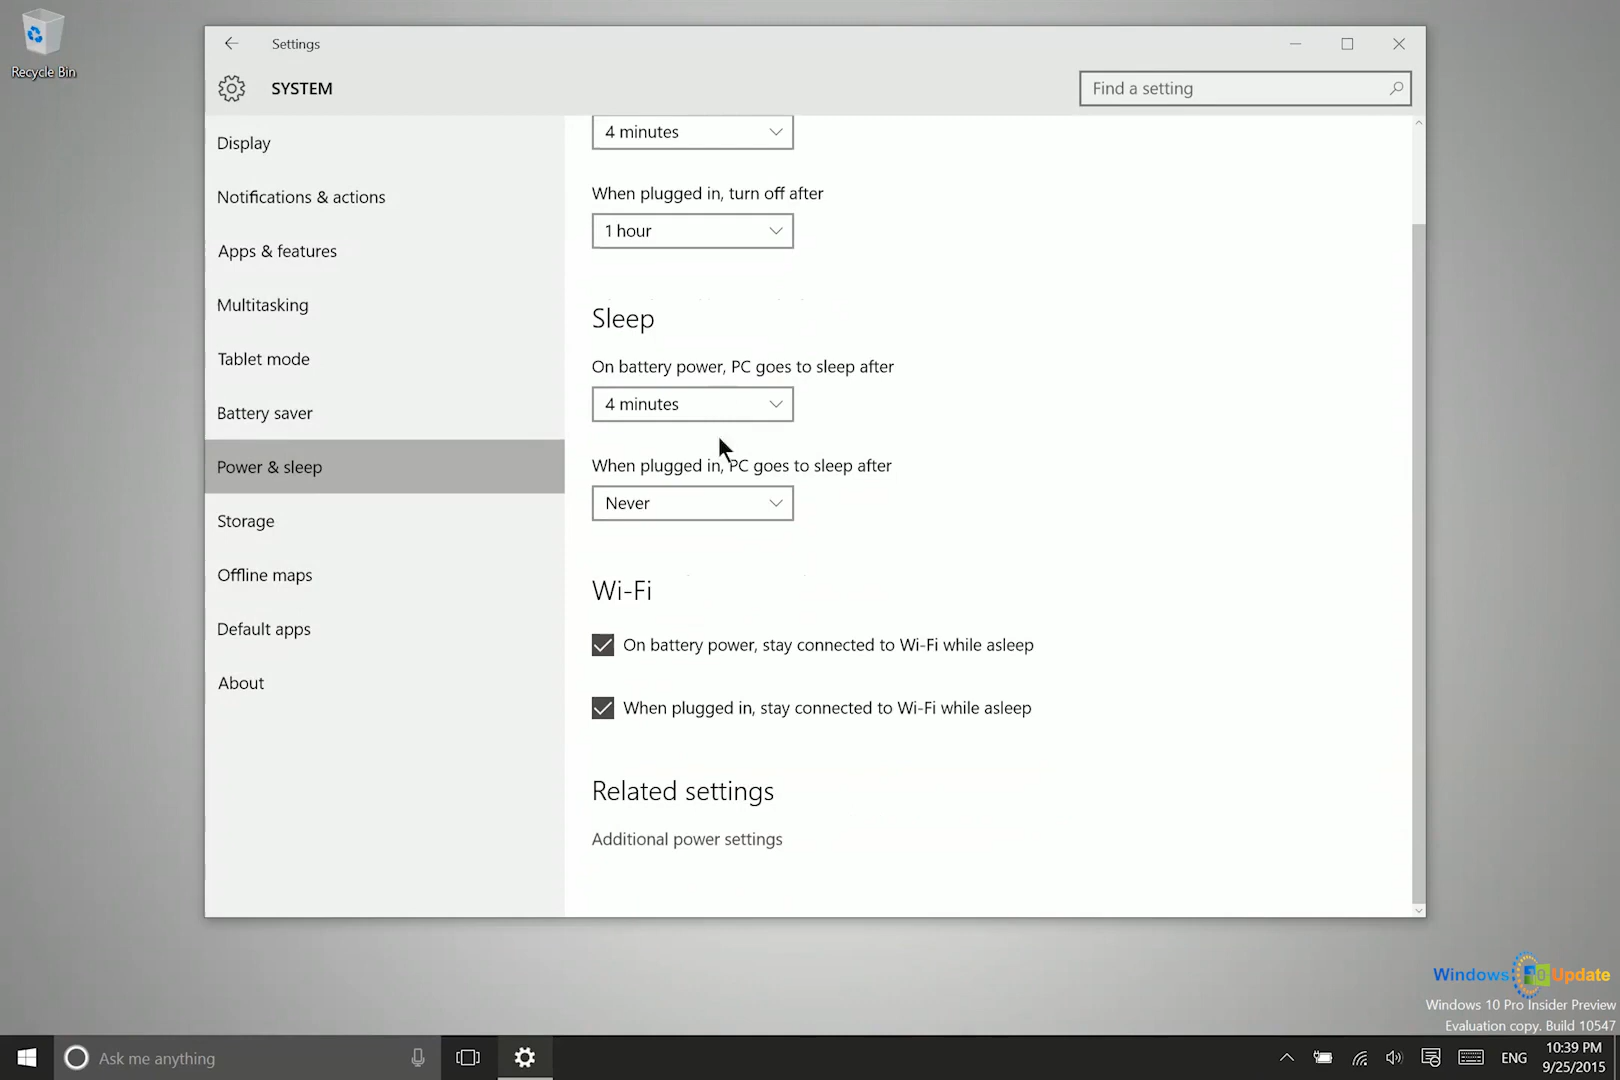 Recycle Bin
Settings
SYSTEM
Find a setting
Display
Notifications & actions
Apps & features
Multitasking
Tablet mode
Battery saver
Power & sleep
Storage
Offline maps
Default apps
About
4 minutes
When plugged in, turn off after
1 hour
Sleep
On battery power, PC goes to sleep after
4 minutes
When plugged in, PC goes to sleep after
Never
Wi-Fi
On battery power, stay connected to Wi-Fi while asleep
When plugged in, stay connected to Wi-Fi while asleep
Related settings
Additional power settings
Windows 10 Update
Windows 10 Pro Insider Preview
Evaluation copy. Build 10547
Ask me anything
ENG
10:39 PM
9/25/2015